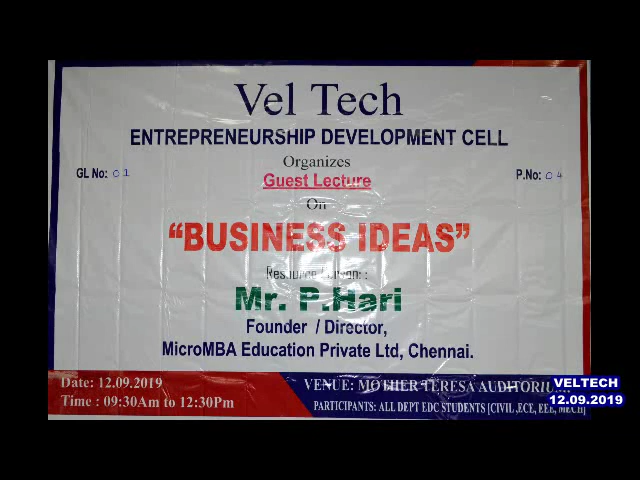 Vel Tech
ENTREPRENEURSHIP DEVELOPMENT CELL
Organizes
GL No: 01
Guest Lecture
P.No: 04
On
“BUSINESS IDEAS”
Resource Person :
Mr. P.Hari
Founder / Director,
MicroMBA Education Private Ltd, Chennai.
Date: 12.09.2019
VENUE: MOTHER TERESA AUDITORIUM
Time : 09:30Am to 12:30Pm
PARTICIPANTS: ALL DEPT EDC STUDENTS [CIVIL ,ECE, EEE, MECH]
VELTECH
12.09.2019